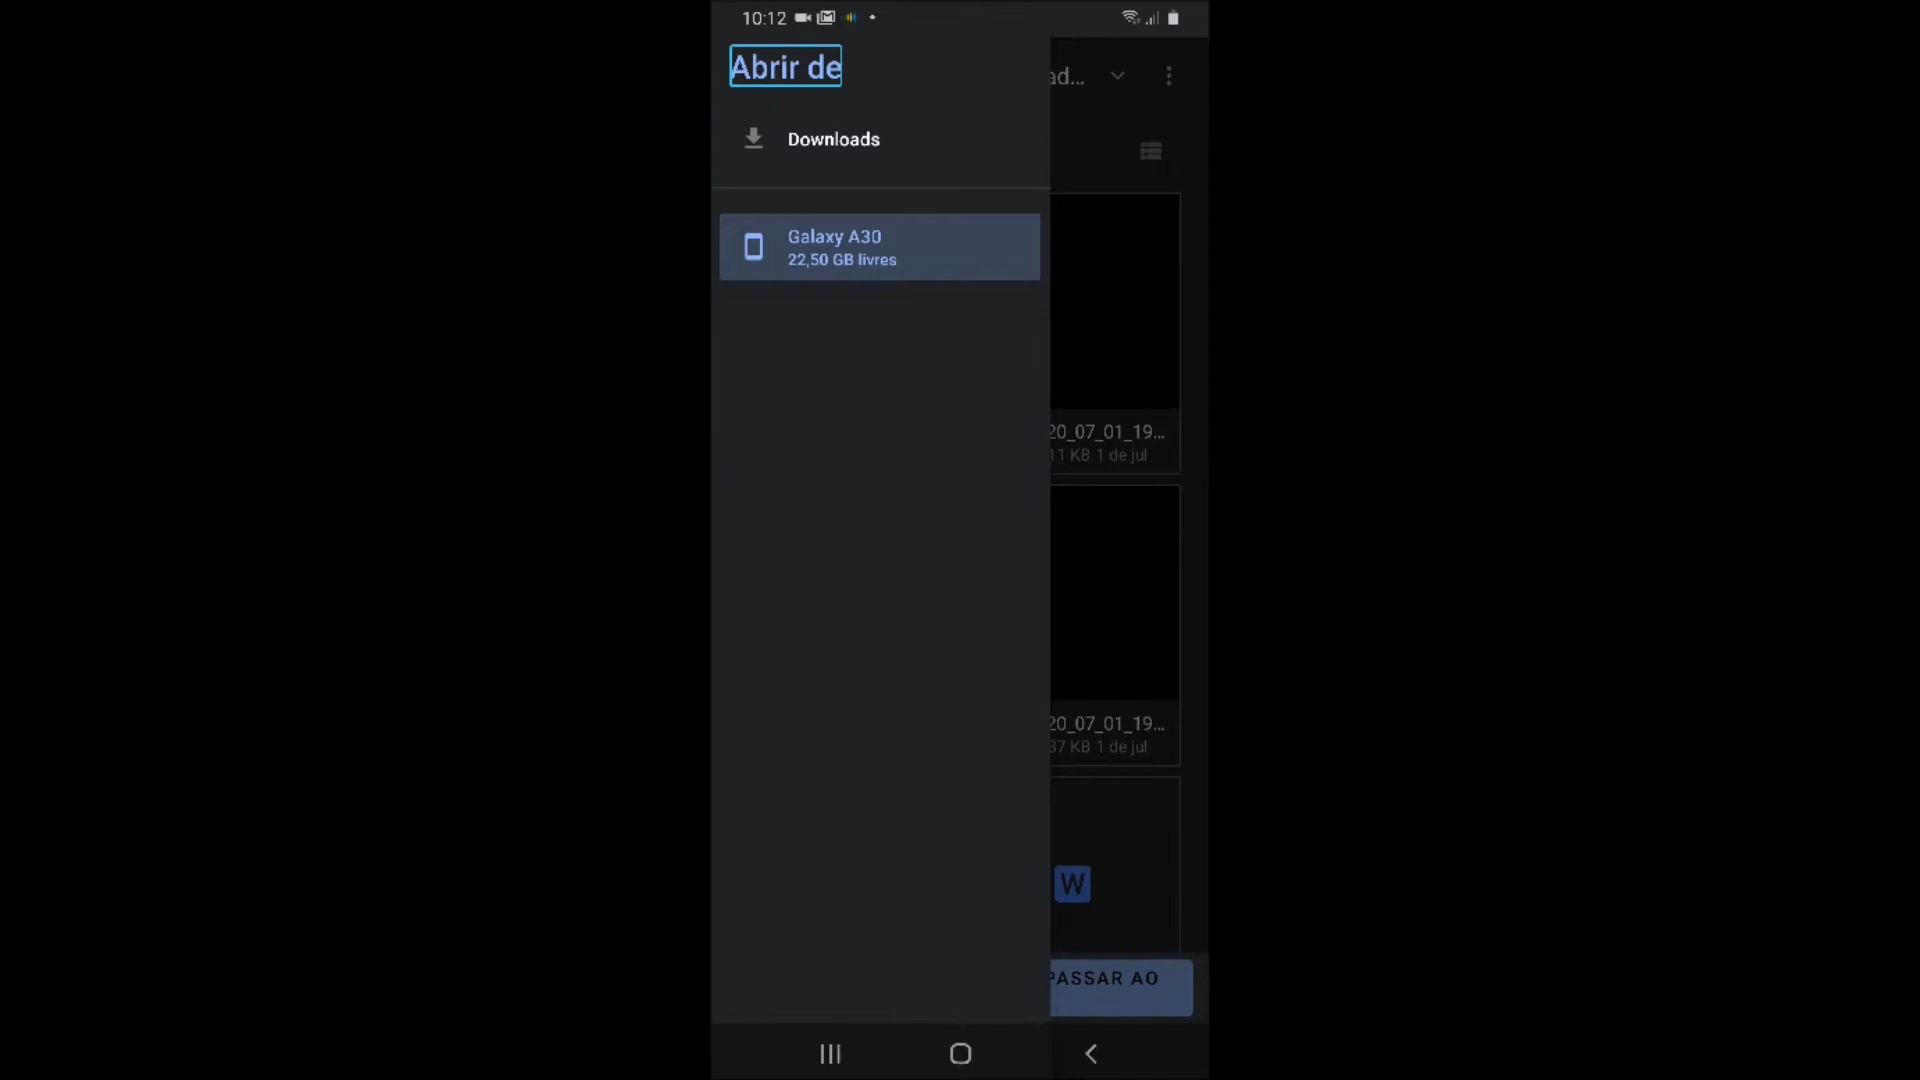 10:12
Abrir de
ad...
Downloads
Galaxy A30
22,50 GB livres
20_07_01_19...
11 KB 1 de jul
20_07_01_19...
37 KB 1 de jul
W
PASSAR AO